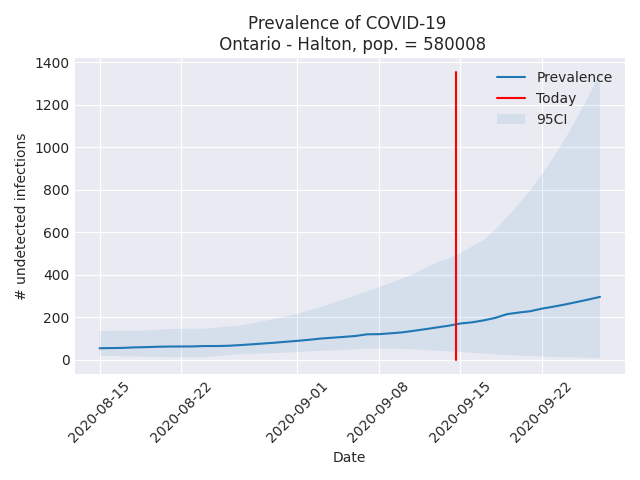 Prevalence of COVID-19
Ontario - Halton, pop. = 580008
1400
1200
1000
800
600
400
200
0
# undetected infections
Prevalence
Today
95CI
2020-08-15
2020-08-22
2020-09-01
2020-09-08
2020-09-15
2020-09-22
Date